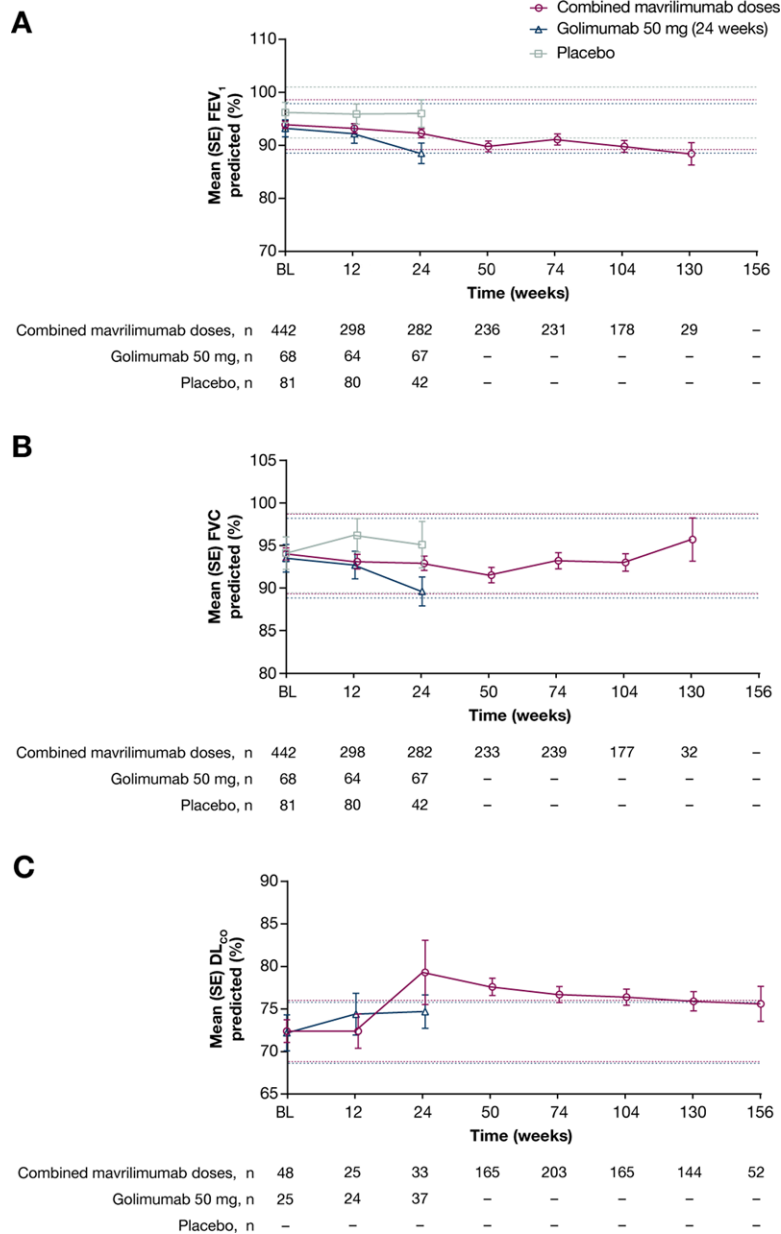 A
Combined mavrilimumab doses
Golimumab 50 mg (24 weeks)
Placebo
Mean (SE) FEV1
predicted (%)
110
100
90
80
70
BL 12 24 50 74 104 130 156
Time (weeks)
Combined mavrilimumab doses, n 442 298 282 236 231 178 29 –
Golimumab 50 mg, n 68 64 67 – – – – –
Placebo, n 81 80 42 – – – – –
B
Mean (SE) FVC
predicted (%)
105
100
95
90
85
80
BL 12 24 50 74 104 130 156
Time (weeks)
Combined mavrilimumab doses, n 442 298 282 233 239 177 32 –
Golimumab 50 mg, n 68 64 67 – – – – –
Placebo, n 81 80 42 – – – – –
C
Mean (SE) DLCO
predicted (%)
90
85
80
75
70
65
BL 12 24 50 74 104 130 156
Time (weeks)
Combined mavrilimumab doses, n 48 25 33 165 203 165 144 52
Golimumab 50 mg, n 25 24 37 – – – – –
Placebo, n – – – – – – – –